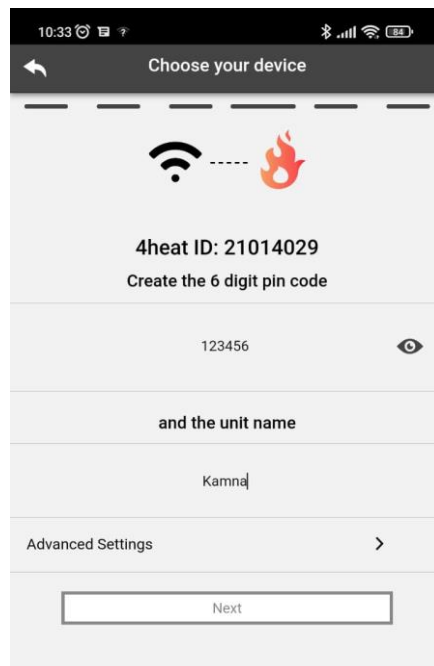 10:33
84
Choose your device
4heat ID: 21014029
Create the 6 digit pin code
123456
and the unit name
Kamna
Advanced Settings
Next